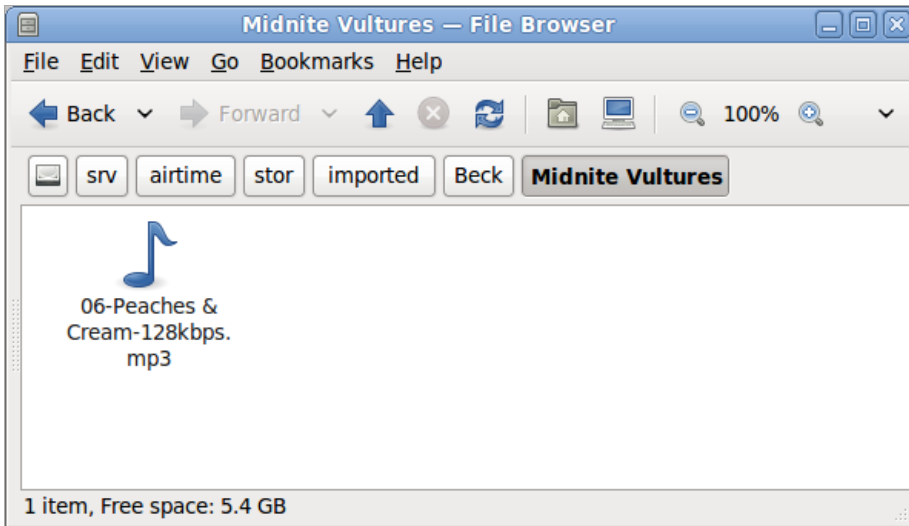 Midnite Vultures — File Browser
File Edit View Go Bookmarks Help
Back Forward 100%
srv airtime stor imported Beck Midnite Vultures
06-Peaches &
Cream-128kbps.
mp3
1 item, Free space: 5.4 GB